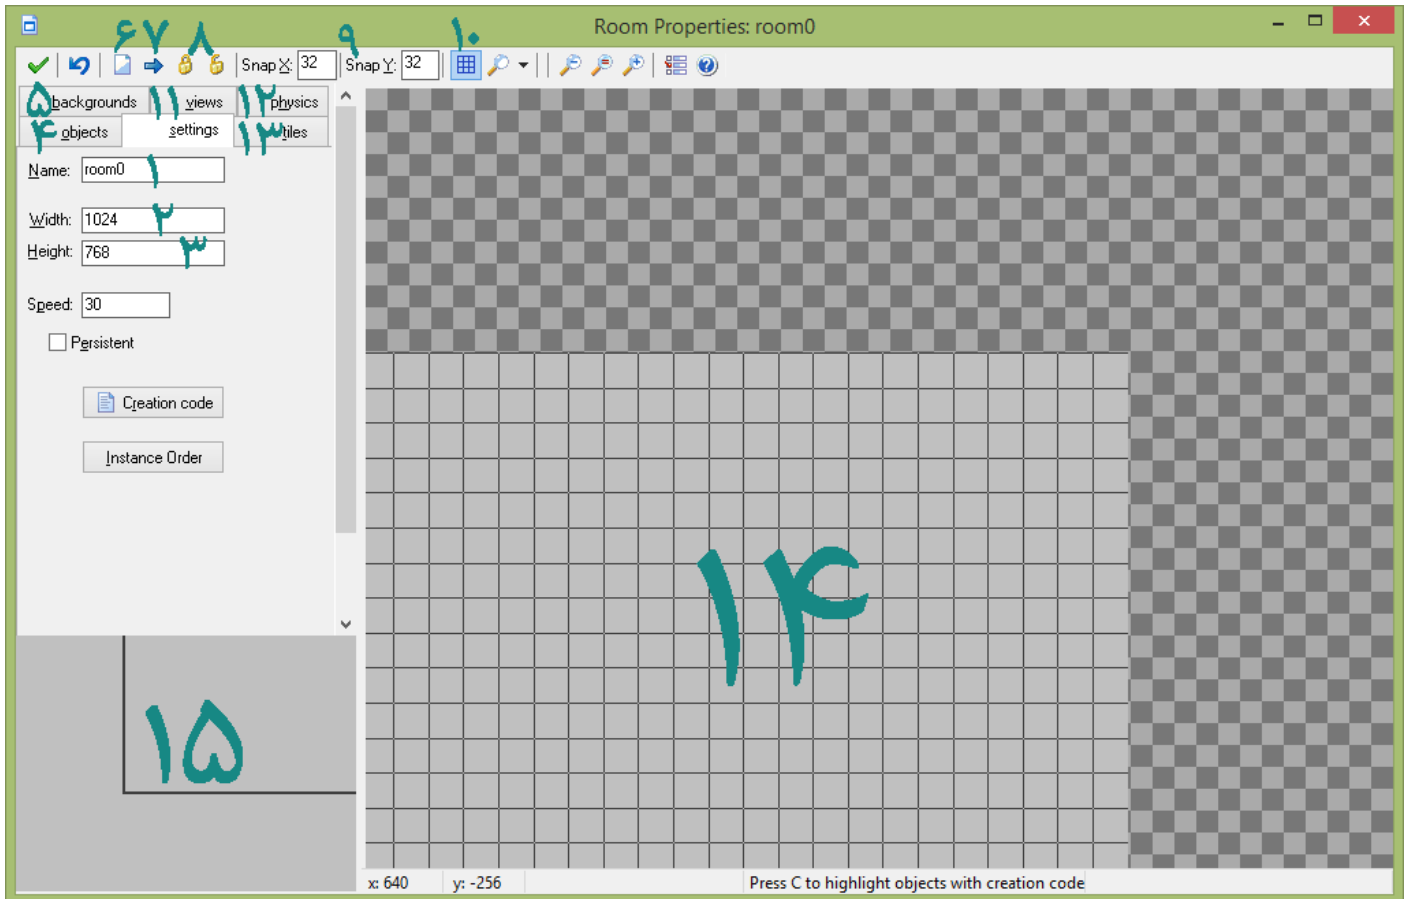 Room Properties: room0
۶ ۷ ۸ ۹ ۱۰
Snap X: 32 Snap Y: 32
۵ backgrounds ۱۱ views ۱۲ physics
۴ objects settings ۱۳ tiles
Name: room0 ۱
Width: 1024 ۲
Height: 768 ۳
Speed: 30
Persistent
Creation code
Instance Order
۱۴
۱۵
x: 640 y: -256 Press C to highlight objects with creation code